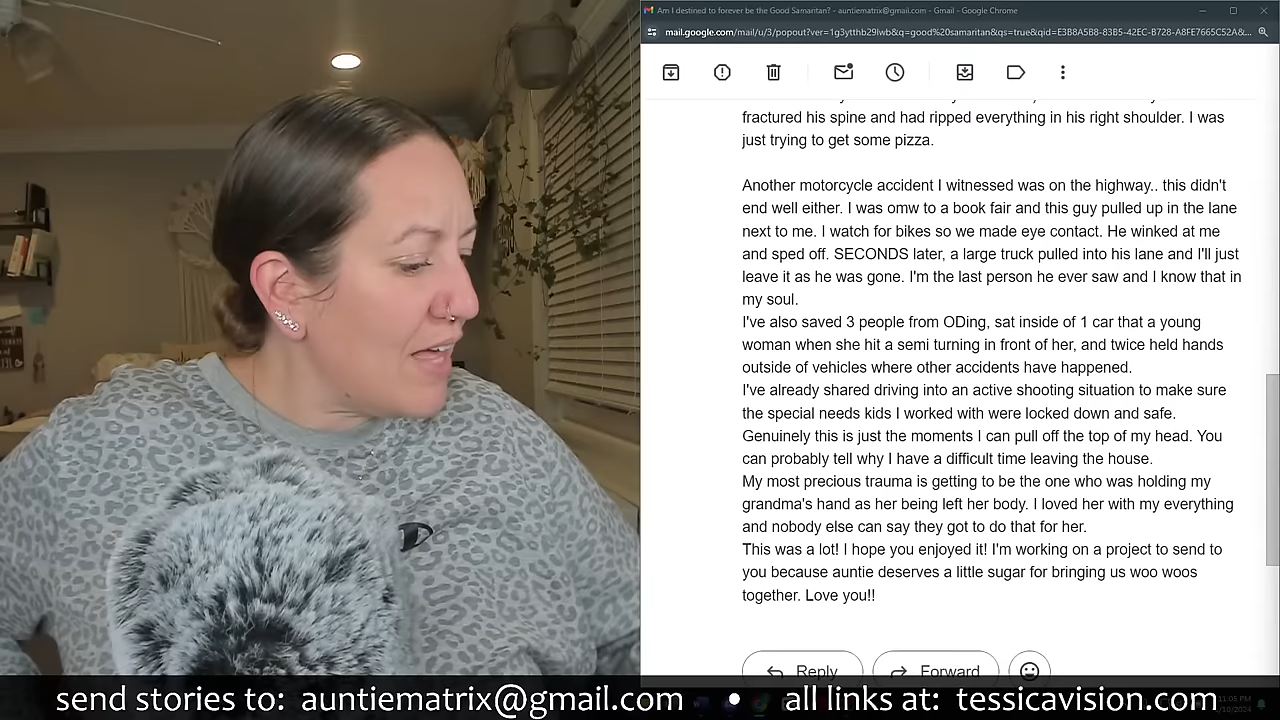 Am I destined to forever be the Good Samaritan? - auntiematrix@gmail.com - Gmail - Google Chrome
mail.google.com/mail/u/3/popout?ver=1g3ytthb29lwb&q=good%20samaritan&qs=true&qid=E3B8A5B8-83B5-42EC-B728-A8FE7665C52A&...
fractured his spine and had ripped everything in his right shoulder. I was
just trying to get some pizza.
Another motorcycle accident I witnessed was on the highway.. this didn't
end well either. I was omw to a book fair and this guy pulled up in the lane
next to me. I watch for bikes so we made eye contact. He winked at me
and sped off. SECONDS later, a large truck pulled into his lane and I'll just
leave it as he was gone. I'm the last person he ever saw and I know that in
my soul.
I've also saved 3 people from ODing, sat inside of 1 car that a young
woman when she hit a semi turning in front of her, and twice held hands
outside of vehicles where other accidents have happened.
I've already shared driving into an active shooting situation to make sure
the special needs kids I worked with were locked down and safe.
Genuinely this is just the moments I can pull off the top of my head. You
can probably tell why I have a difficult time leaving the house.
My most precious trauma is getting to be the one who was holding my
grandma's hand as her being left her body. I loved her with my everything
and nobody else can say they got to do that for her.
This was a lot! I hope you enjoyed it! I'm working on a project to send to
you because auntie deserves a little sugar for bringing us woo woos
together. Love you!!
Reply
Forward
send stories to: auntiematrix@gmail.com • all links at: tessicavision.com